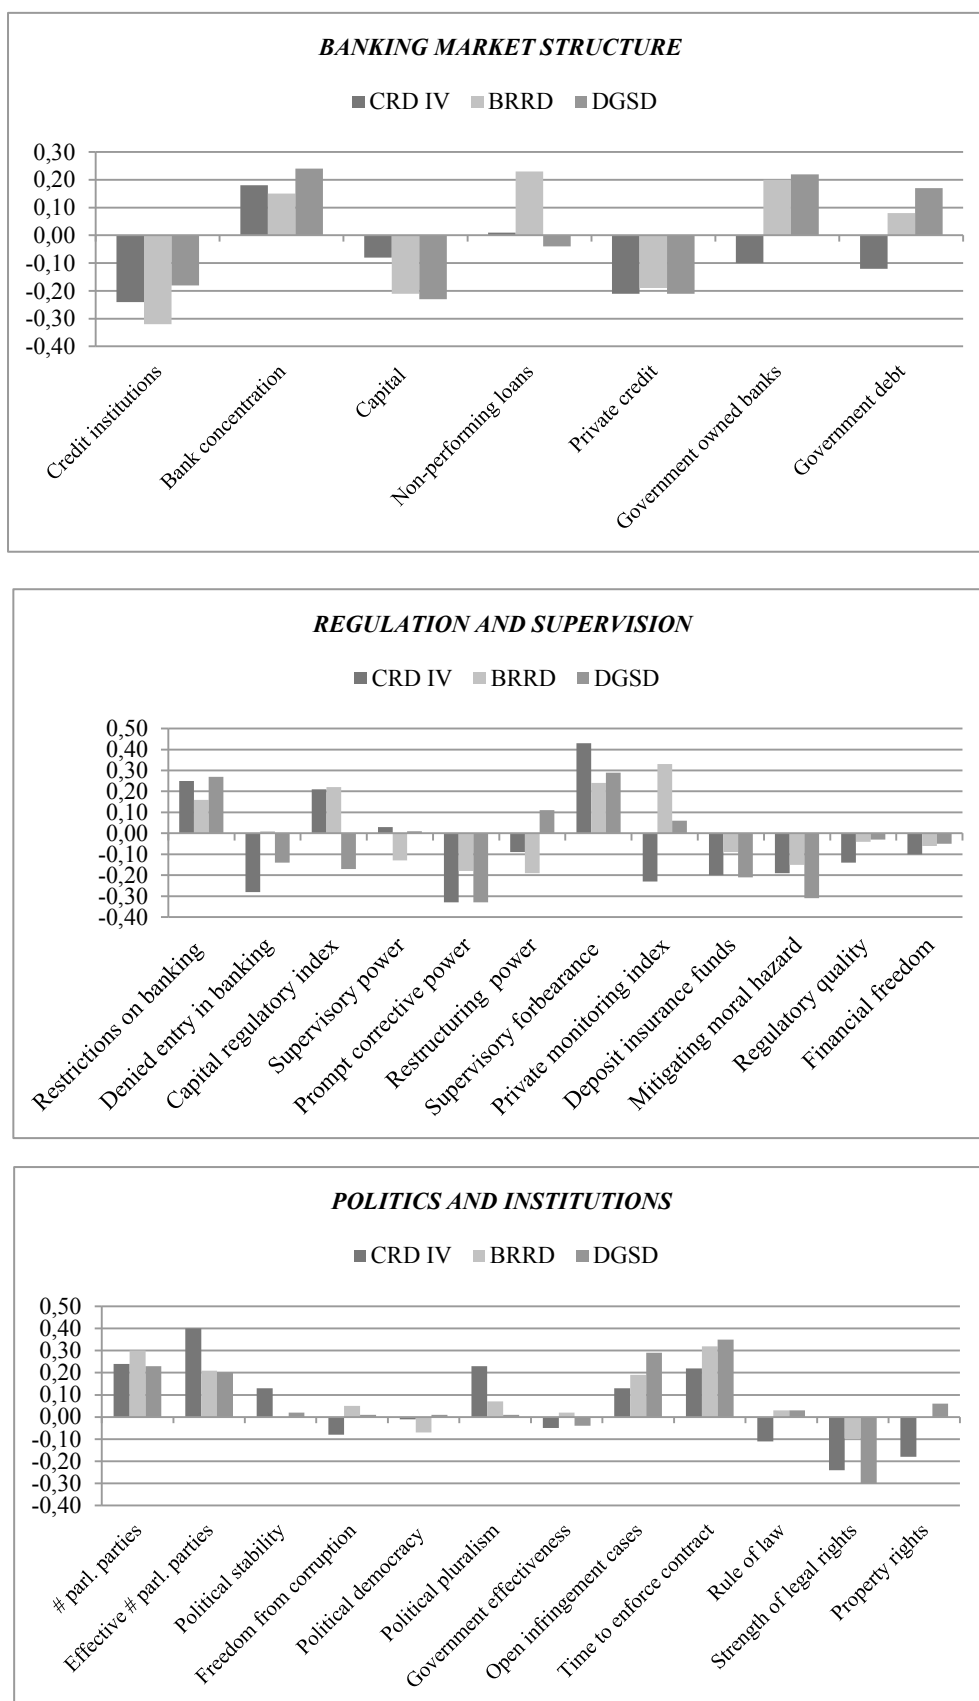 BANKING MARKET STRUCTURE
CRD IV BRRD DGSD
0,30
0,20
0,10
0,00
-0,10
-0,20
-0,30
-0,40
Credit institutions
Bank concentration
Capital
Non-performing loans
Private credit
Government owned banks
Government debt
REGULATION AND SUPERVISION
CRD IV BRRD DGSD
0,50
0,40
0,30
0,20
0,10
0,00
-0,10
-0,20
-0,30
-0,40
Restrictions on banking
Denied entry in banking
Capital regulatory index
Supervisory power
Prompt corrective power
Restructuring power
Supervisory forbearance
Private monitoring index
Deposit insurance funds
Mitigating moral hazard
Regulatory quality
Financial freedom
POLITICS AND INSTITUTIONS
CRD IV BRRD DGSD
0,50
0,40
0,30
0,20
0,10
0,00
-0,10
-0,20
-0,30
-0,40
# parl. parties
Effective # parl. parties
Political stability
Freedom from corruption
Political democracy
Political pluralism
Government effectiveness
Open infringement cases
Time to enforce contract
Rule of law
Strength of legal rights
Property rights